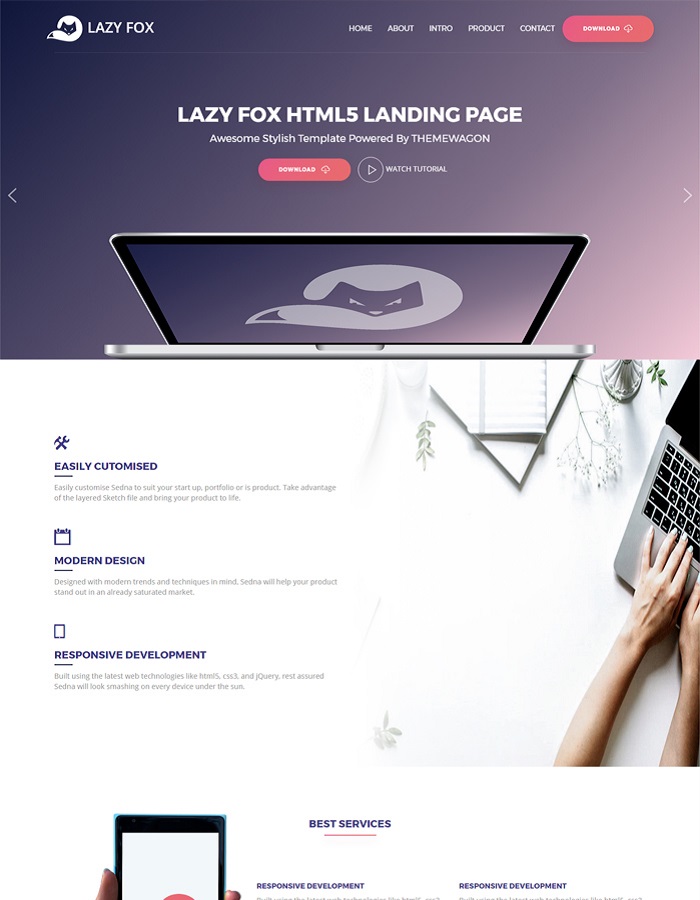 LAZY FOX
HOME ABOUT INTRO PRODUCT CONTACT DOWNLOAD
LAZY FOX HTML5 LANDING PAGE
Awesome Stylish Template Powered By THEMEWAGON
DOWNLOAD WATCH TUTORIAL
EASILY CUTOMISED
Easily customise Sedna to suit your start up, portfolio or is product. Take advantage
of the layered Sketch file and bring your product to life.
MODERN DESIGN
Designed with modern trends and techniques in mind, Sedna will help your product
stand out in an already saturated market.
RESPONSIVE DEVELOPMENT
Built using the latest web technologies like html5, css3, and jQuery, rest assured
Sedna will look smashing on every device under the sun.
BEST SERVICES
RESPONSIVE DEVELOPMENT RESPONSIVE DEVELOPMENT